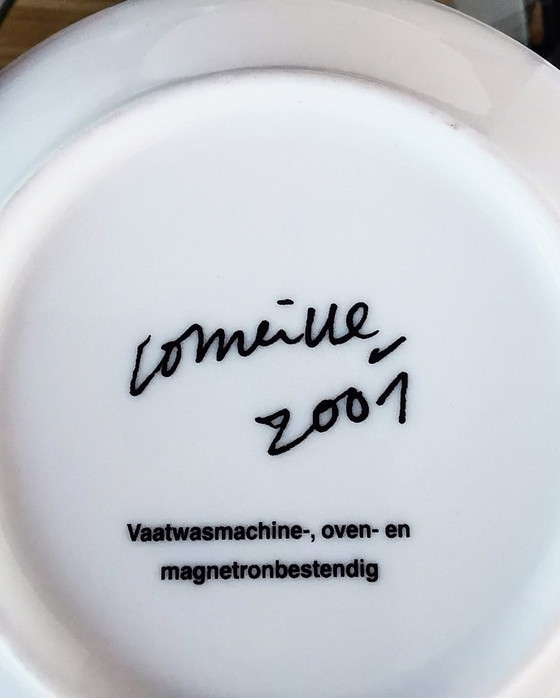 Corneille
2001
Vaatwasmachine-, oven- en
magnetronbestendig